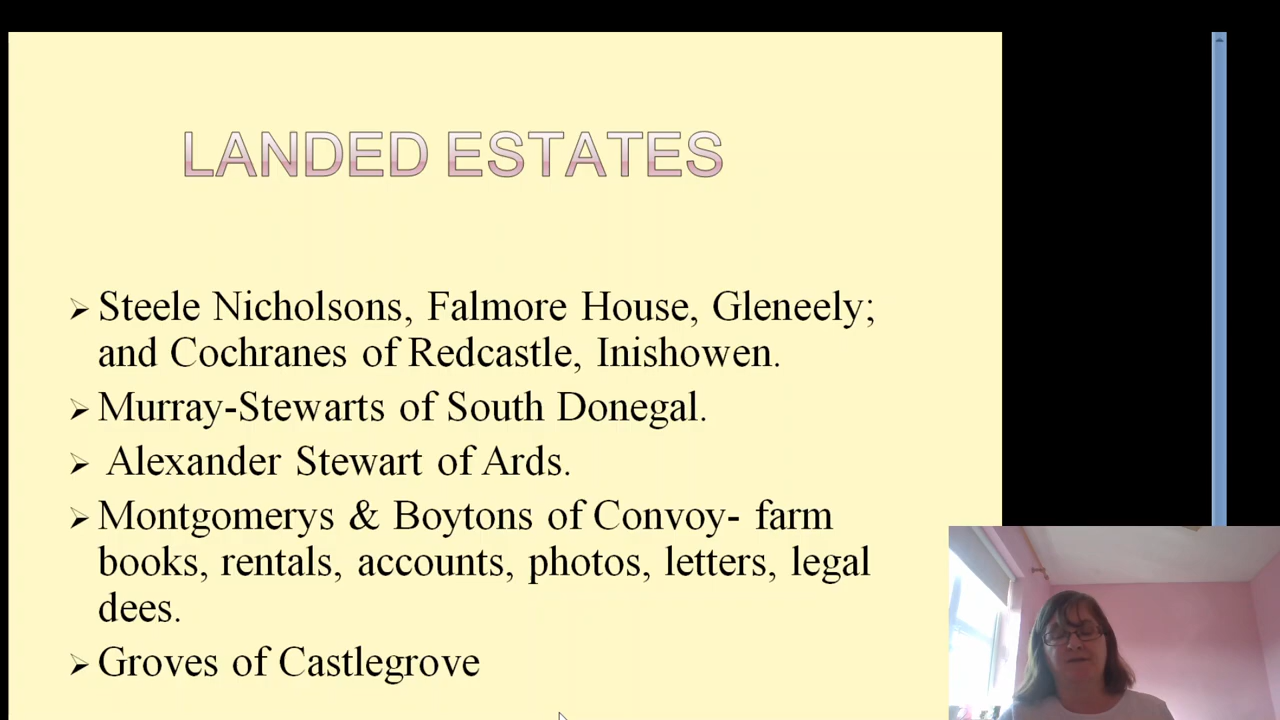 LANDED ESTATES
Steele Nicholsons, Falmore House, Gleneely;
and Cochranes of Redcastle, Inishowen.
Murray-Stewarts of South Donegal.
Alexander Stewart of Ards.
Montgomerys & Boytons of Convoy- farm
books, rentals, accounts, photos, letters, legal
dees.
Groves of Castlegrove